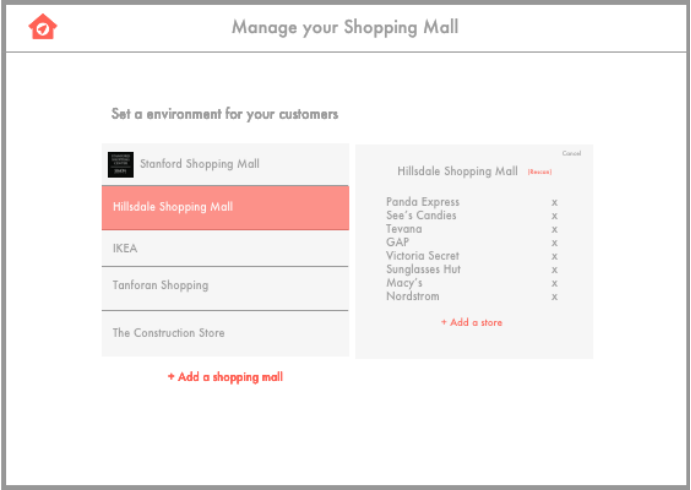 Manage your Shopping Mall
Set a environment for your customers
Stanford Shopping Mall
Hillsdale Shopping Mall
IKEA
Tanforan Shopping
The Construction Store
+ Add a shopping mall
Cancel
Hillsdale Shopping Mall
Panda Express x
See's Candies x
Tevana x
GAP x
Victoria Secret x
Sunglasses Hut x
Macy's x
Nordstrom x
+ Add a store